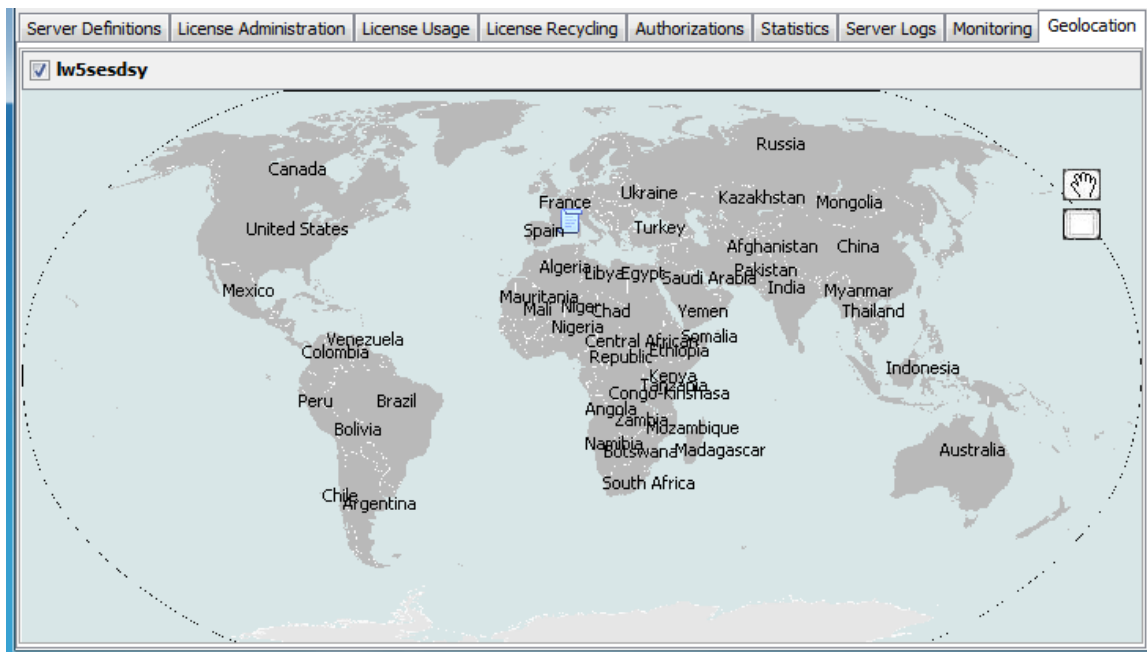 Server Definitions License Administration License Usage License Recycling Authorizations Statistics Server Logs Monitoring Geolocation
lw5sesdsy
Russia
Canada
Ukraine
Kazakhstan
Mongolia
France
United States
Spain
Turkey
Afghanistan
China
Algeria
Libya
Egypt
Saudi Arabia
Pakistan
India
Mexico
Myanmar
Mauritania
Mali
Niger
Chad
Yemen
Thailand
Nigeria
Venezuela
Colombia
Central African
Republic
Somalia
Ethiopia
Indonesia
Kenya
Tanzania
Congo-Kinshasa
Peru
Brazil
Angola
Zambia
Bolivia
Mozambique
Namibia
Botswana
Madagascar
Australia
South Africa
Chile
Argentina